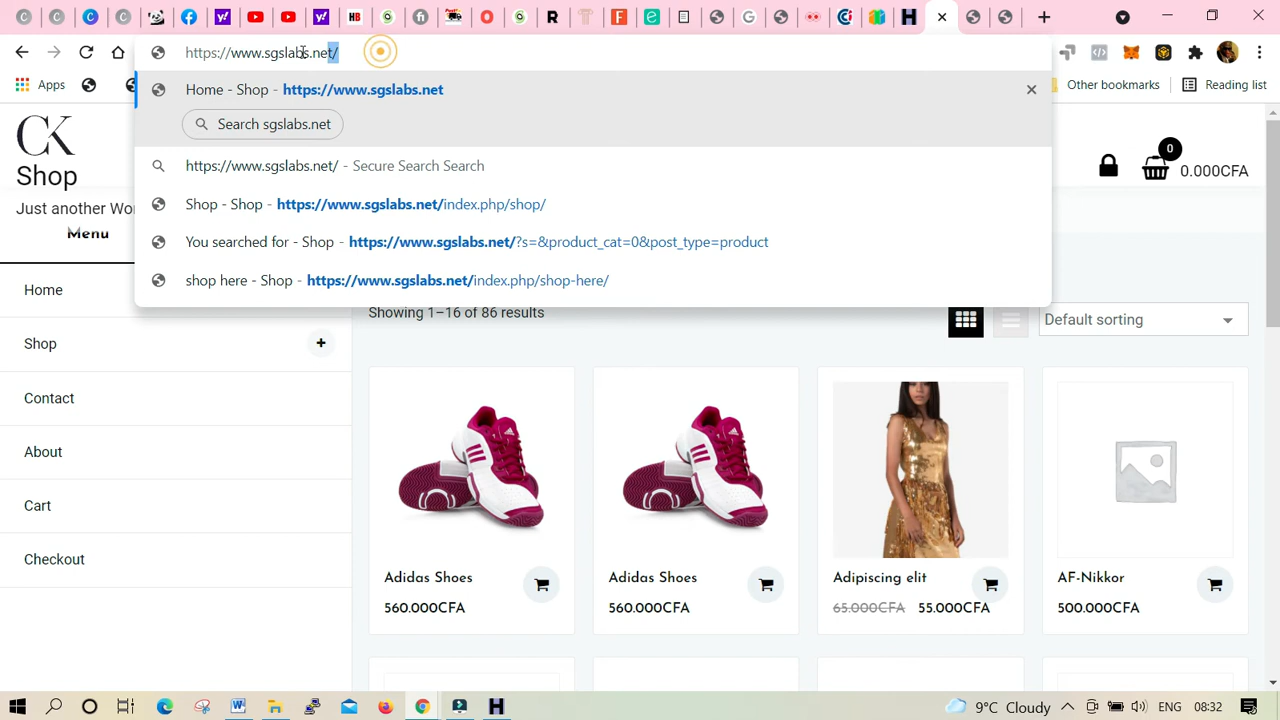 https://www.sgslabs.net/
Apps
Other bookmarks
Reading list
Home - Shop - https://www.sgslabs.net
Search sgslabs.net
https://www.sgslabs.net/ - Secure Search Search
Shop - Shop - https://www.sgslabs.net/index.php/shop/
You searched for - Shop - https://www.sgslabs.net/?s=&product_cat=0&post_type=product
shop here - Shop - https://www.sgslabs.net/index.php/shop-here/
CK
Shop
Just another Wo
Menu
0
0.000CFA
Home
Shop
Contact
About
Cart
Checkout
Showing 1–16 of 86 results
Default sorting
Adidas Shoes
560.000CFA
Adidas Shoes
560.000CFA
Adipiscing elit
65.000CFA 55.000CFA
AF-Nikkor
500.000CFA
9°C Cloudy
ENG
08:32